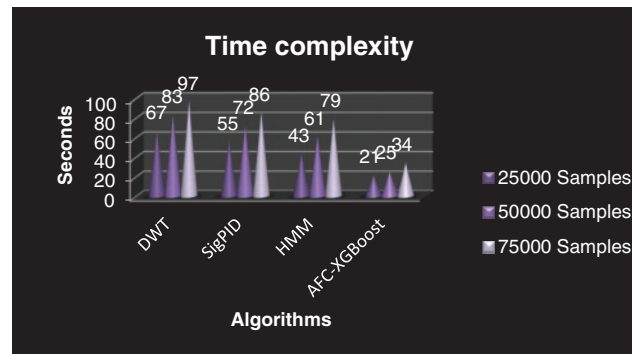 Time complexity
Seconds
100
80
60
40
20
0
67
83
97
55
72
86
43
61
79
21
25
34
DWT
SigPID
HMM
AFC-XGBoost
Algorithms
25000 Samples
50000 Samples
75000 Samples